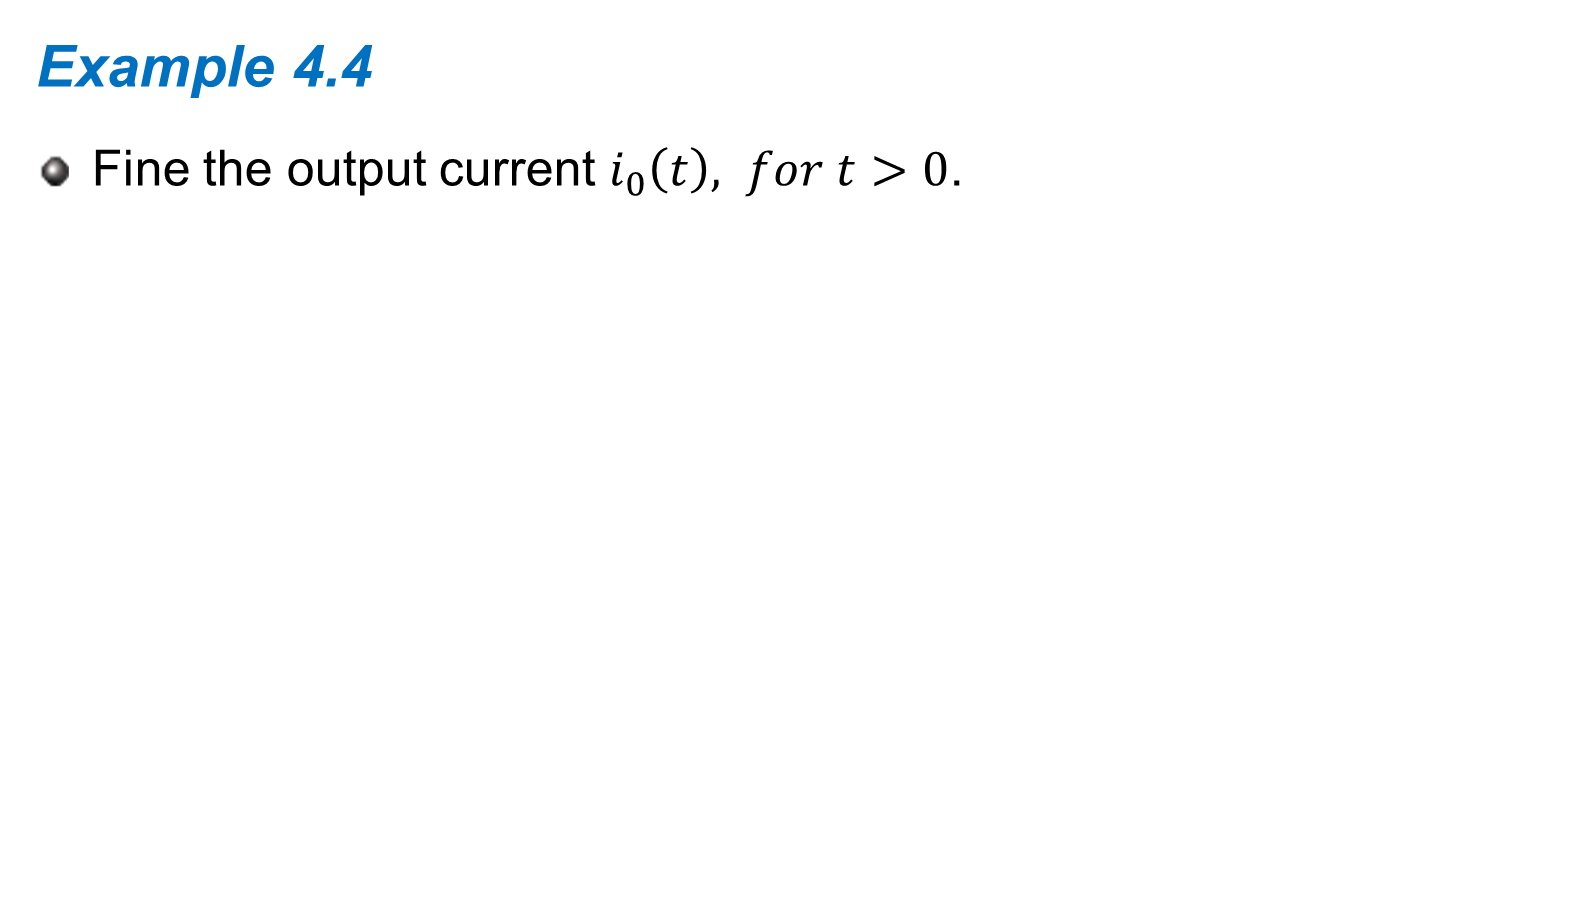 Example 4.4
Fine the output current i₀(t), for t > 0.